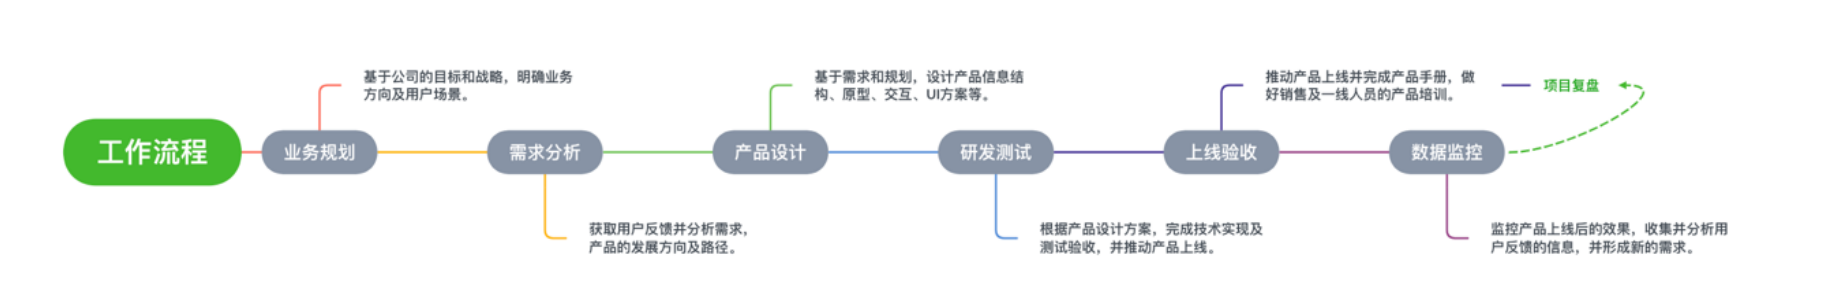 基于公司的目标和战略，明确业务
方向及用户场景。
基于需求和规划，设计产品信息结
构、原型、交互、UI方案等。
推动产品上线并完成产品手册，做
好销售及一线人员的产品培训。
项目复盘
工作流程
业务规划
需求分析
产品设计
研发测试
上线验收
数据监控
获取用户反馈并分析需求，
产品的发展方向及路径。
根据产品设计方案，完成技术实现及
测试验收，并推动产品上线。
监控产品上线后的效果，收集并分析用
户反馈的信息，并形成新的需求。